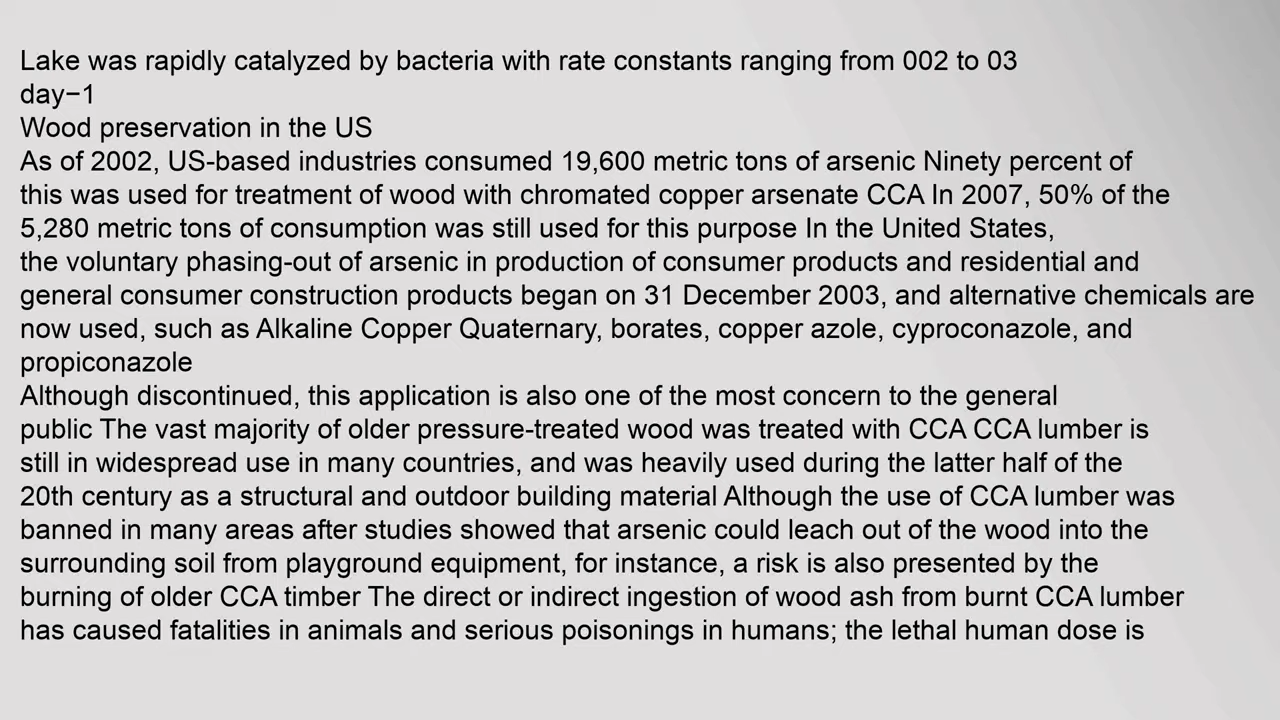 Lake was rapidly catalyzed by bacteria with rate constants ranging from 002 to 03
day−1
Wood preservation in the US
As of 2002, US-based industries consumed 19,600 metric tons of arsenic Ninety percent of
this was used for treatment of wood with chromated copper arsenate CCA In 2007, 50% of the
5,280 metric tons of consumption was still used for this purpose In the United States,
the voluntary phasing-out of arsenic in production of consumer products and residential and
general consumer construction products began on 31 December 2003, and alternative chemicals are
now used, such as Alkaline Copper Quaternary, borates, copper azole, cyproconazole, and
propiconazole
Although discontinued, this application is also one of the most concern to the general
public The vast majority of older pressure-treated wood was treated with CCA CCA lumber is
still in widespread use in many countries, and was heavily used during the latter half of the
20th century as a structural and outdoor building material Although the use of CCA lumber was
banned in many areas after studies showed that arsenic could leach out of the wood into the
surrounding soil from playground equipment, for instance, a risk is also presented by the
burning of older CCA timber The direct or indirect ingestion of wood ash from burnt CCA lumber
has caused fatalities in animals and serious poisonings in humans; the lethal human dose is